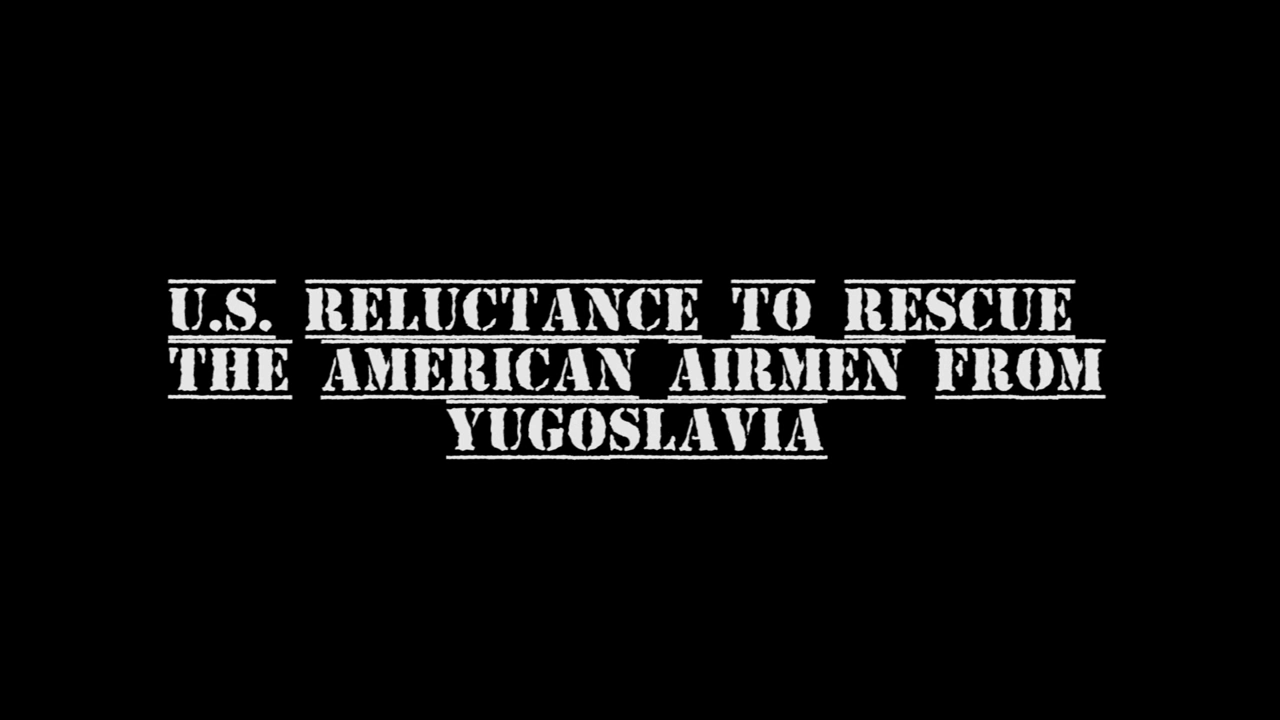 U.S. RELUCTANCE TO RESCUE
THE AMERICAN AIRMEN FROM
YUGOSLAVIA